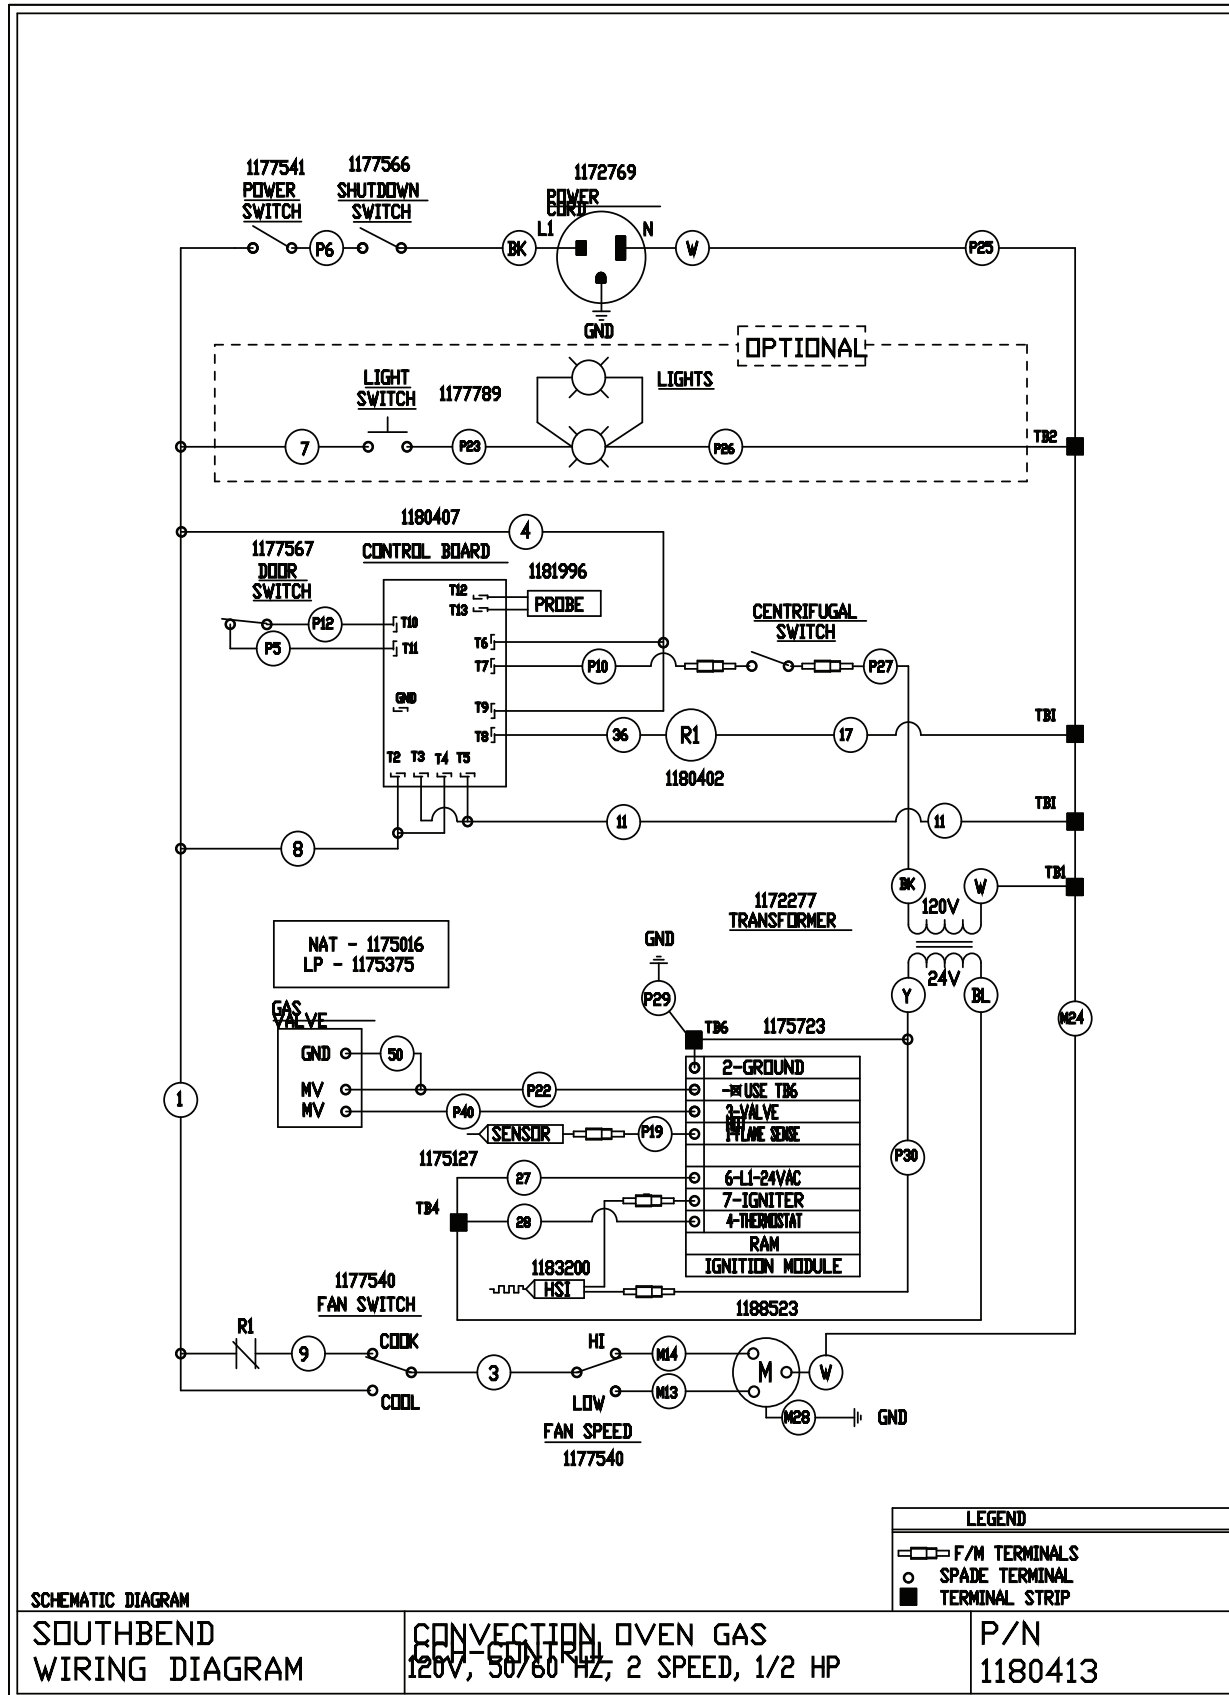 1177541
POWER
SWITCH
1177566
SHUTDOWN
SWITCH
1172769
POWER
CORD
L1
N
P6
BK
W
P25
GND
OPTIONAL
LIGHT
SWITCH
1177789
LIGHTS
7
P23
P26
TB2
1180407
4
1177567
DOOR
SWITCH
CONTROL BOARD
1181996
PROBE
T12
T13
P12
T10
P5
T11
T6
T7
P10
CENTRIFUGAL
SWITCH
P27
GND
T9
T8
36
R1
17
TB1
1180402
T2 T3 T4 T5
11
11
TB1
8
BK
W
TB1
120V
1172277
TRANSFORMER
24V
Y
BL
NAT - 1175016
LP - 1175375
GND
P29
M24
GAS
VALVE
TB6
1175723
GND
50
MV
P22
MV
P40
2-GROUND
USE TB6
3-VALVE
1-FLAME SENSE
SENSOR
P19
1175127
P30
1
27
6-L1-24VAC
7-IGNITER
TB4
28
4-THERMOSTAT
RAM
IGNITION MODULE
1183200
HSI
1188523
1177540
FAN SWITCH
R1
9
COOK
COOL
3
HI
LOW
M14
M13
M
W
M28
GND
FAN SPEED
1177540
LEGEND
F/M TERMINALS
SPADE TERMINAL
TERMINAL STRIP
SCHEMATIC DIAGRAM
SOUTHBEND
WIRING DIAGRAM
CONVECTION OVEN GAS
CCH-CONTROL
120V, 50/60 HZ, 2 SPEED, 1/2 HP
P/N
1180413